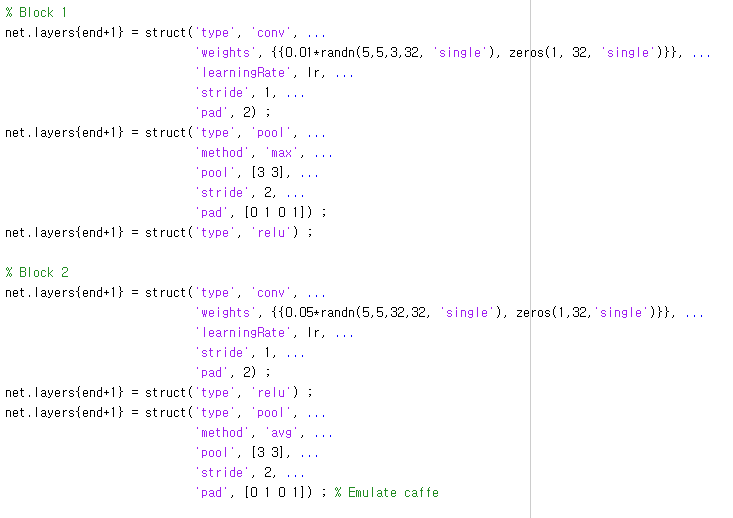 % Block 1
net.layers{end+1} = struct('type', 'conv', ...
'weights', {{0.01*randn(5,5,3,32, 'single'), zeros(1, 32, 'single')}}, ...
'learningRate', lr, ...
'stride', 1, ...
'pad', 2) ;
net.layers{end+1} = struct('type', 'pool', ...
'method', 'max', ...
'pool', [3 3], ...
'stride', 2, ...
'pad', [0 1 0 1]) ;
net.layers{end+1} = struct('type', 'relu') ;

% Block 2
net.layers{end+1} = struct('type', 'conv', ...
'weights', {{0.05*randn(5,5,32,32, 'single'), zeros(1,32,'single')}}, ...
'learningRate', lr, ...
'stride', 1, ...
'pad', 2) ;
net.layers{end+1} = struct('type', 'relu') ;
net.layers{end+1} = struct('type', 'pool', ...
'method', 'avg', ...
'pool', [3 3], ...
'stride', 2, ...
'pad', [0 1 0 1]) ; % Emulate caffe